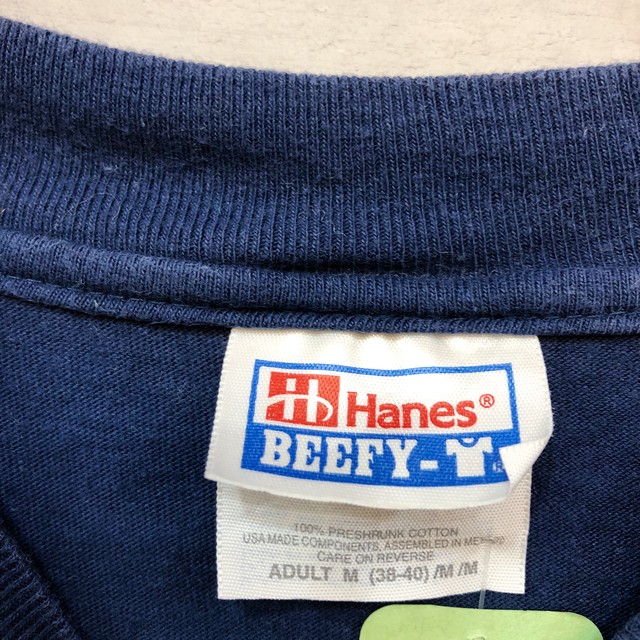 Hanes®
BEEFY-T
100% PRESHRUNK COTTON
USA MADE COMPONENTS, ASSEMBLED IN
CARE ON REVERSE
ADULT M (38-40) /M/M